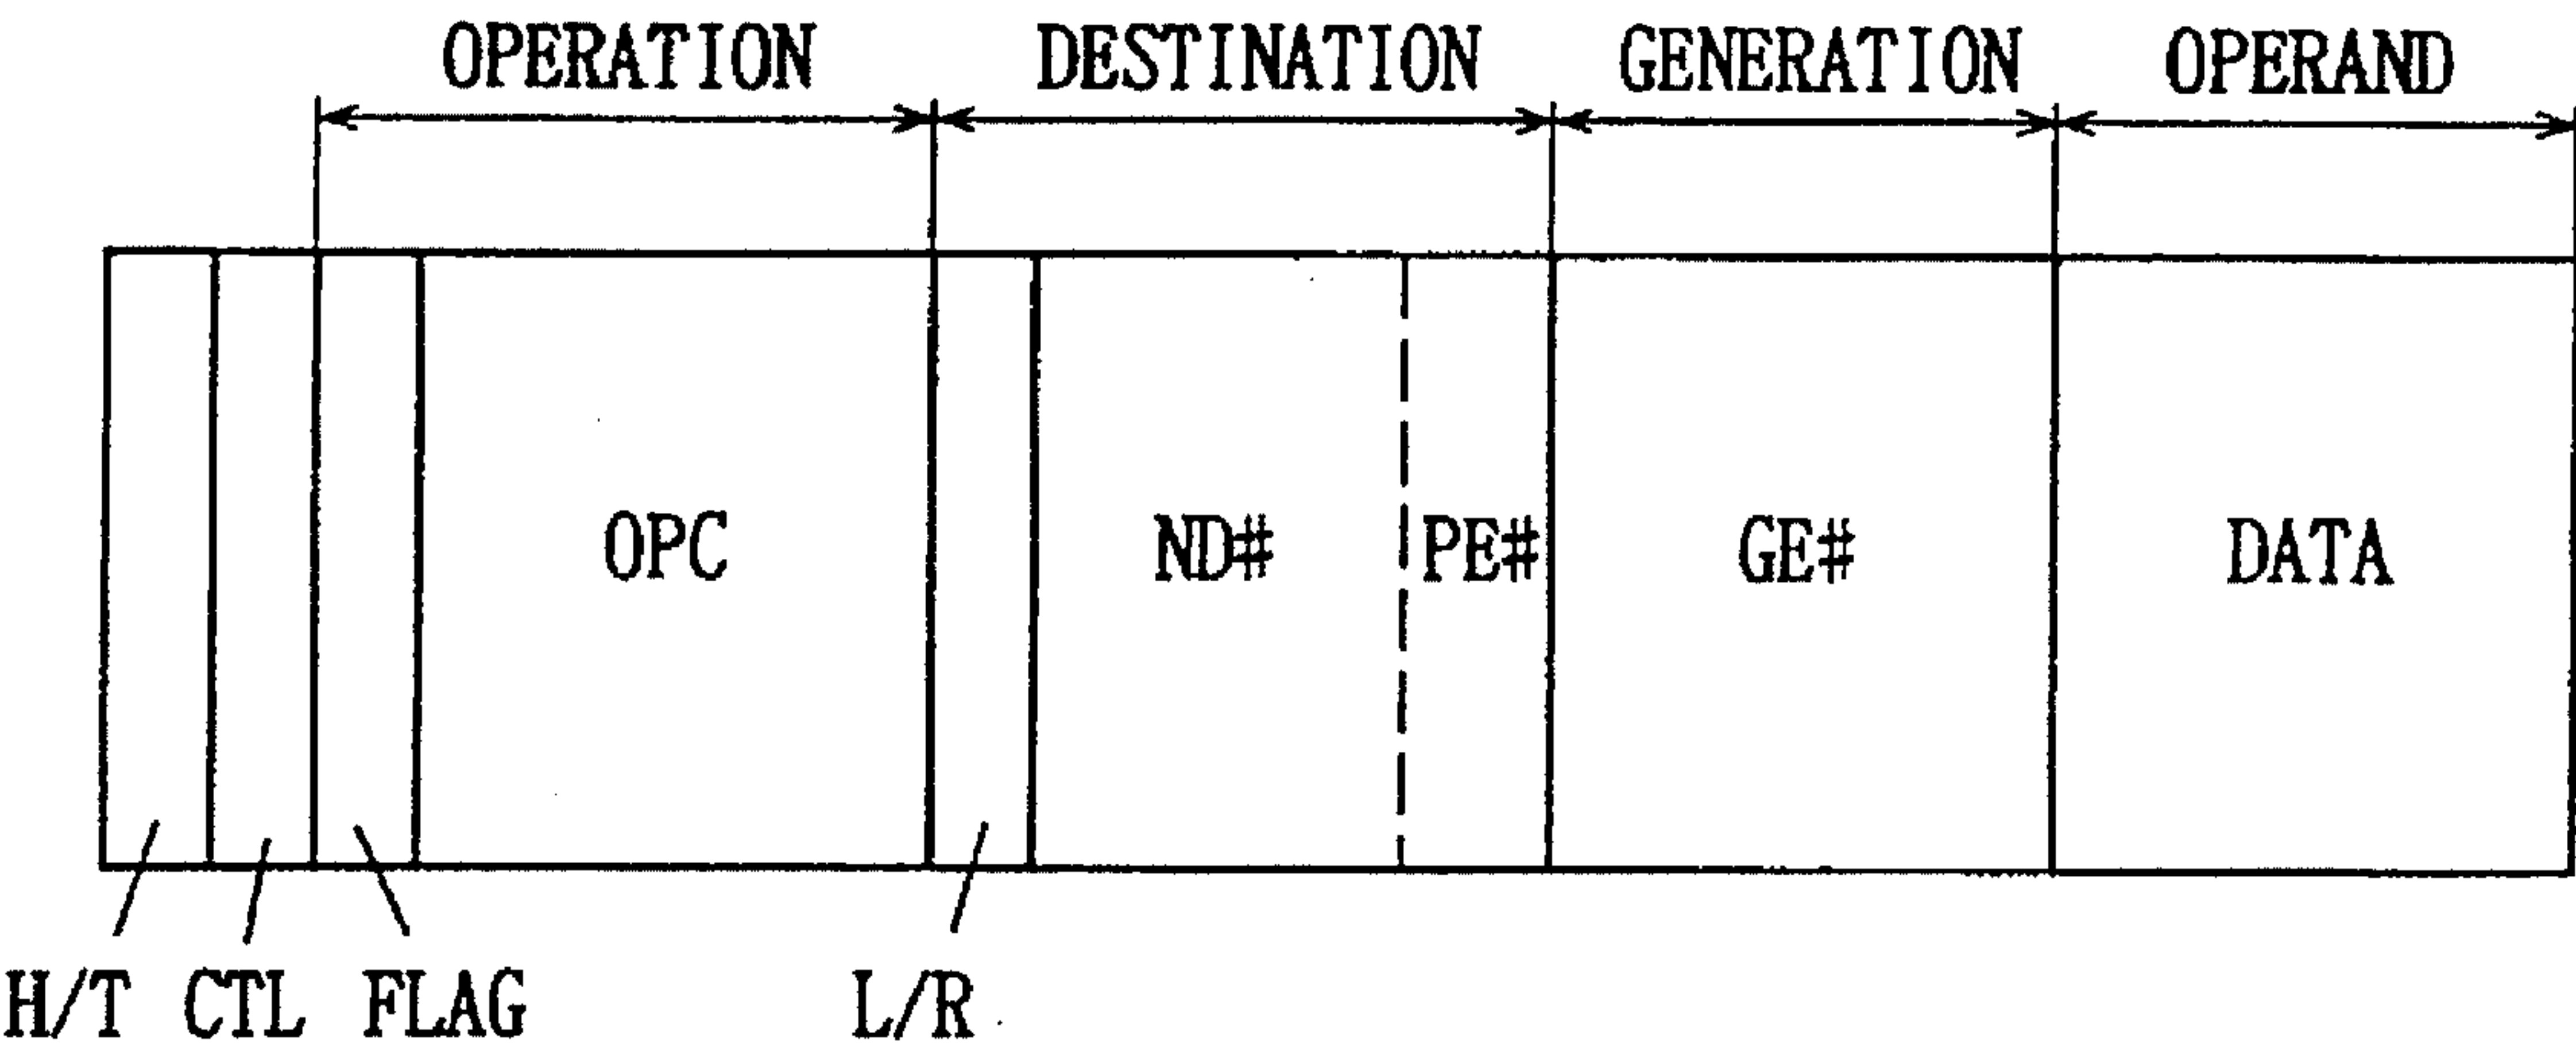 OPERATION DESTINATION GENERATION OPERAND
OPC ND# PE# GE# DATA
H/T CTL FLAG L/R